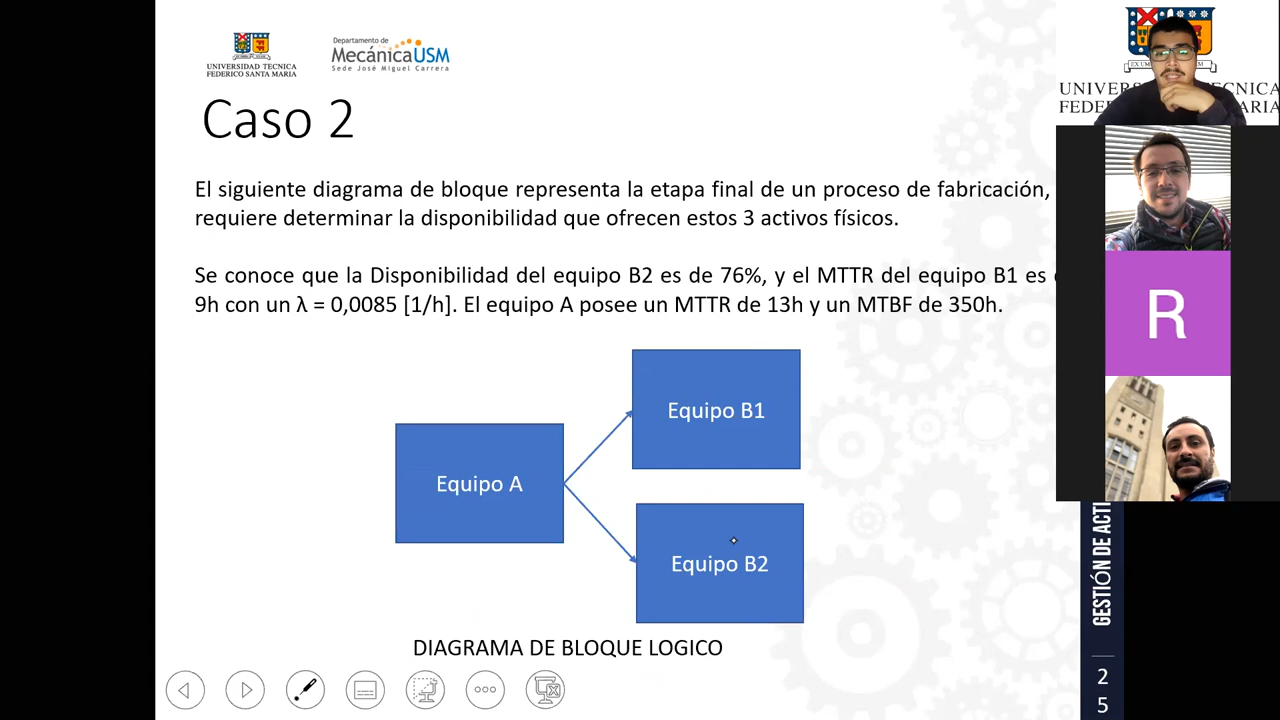 UNIVERSIDAD TECNICA
FEDERICO SANTA MARIA
Departamento de
MecánicaUSM
Sede José Miguel Carrera
Caso 2
El siguiente diagrama de bloque representa la etapa final de un proceso de fabricación,
requiere determinar la disponibilidad que ofrecen estos 3 activos físicos.
Se conoce que la Disponibilidad del equipo B2 es de 76%, y el MTTR del equipo B1 es
9h con un λ = 0,0085 [1/h]. El equipo A posee un MTTR de 13h y un MTBF de 350h.
Equipo B1
Equipo A
Equipo B2
DIAGRAMA DE BLOQUE LOGICO
R
GESTIÓN DE ACTI
2
5